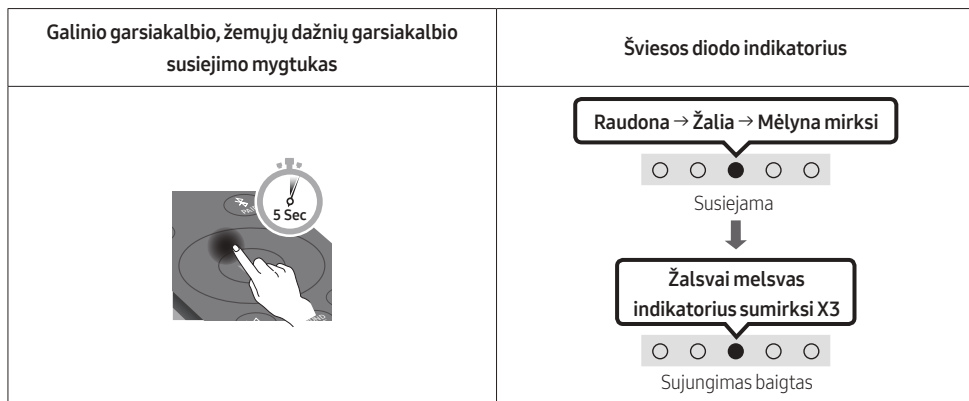 Galinio garsiakalbio, žemųjų dažnių garsiakalbio
susiejimo mygtukas
Šviesos diodo indikatorius
5 Sec
Raudona → Žalia → Mėlyna mirksi
Susiejama
Žalsvai melsvas
indikatorius sumirksi X3
Sujungimas baigtas